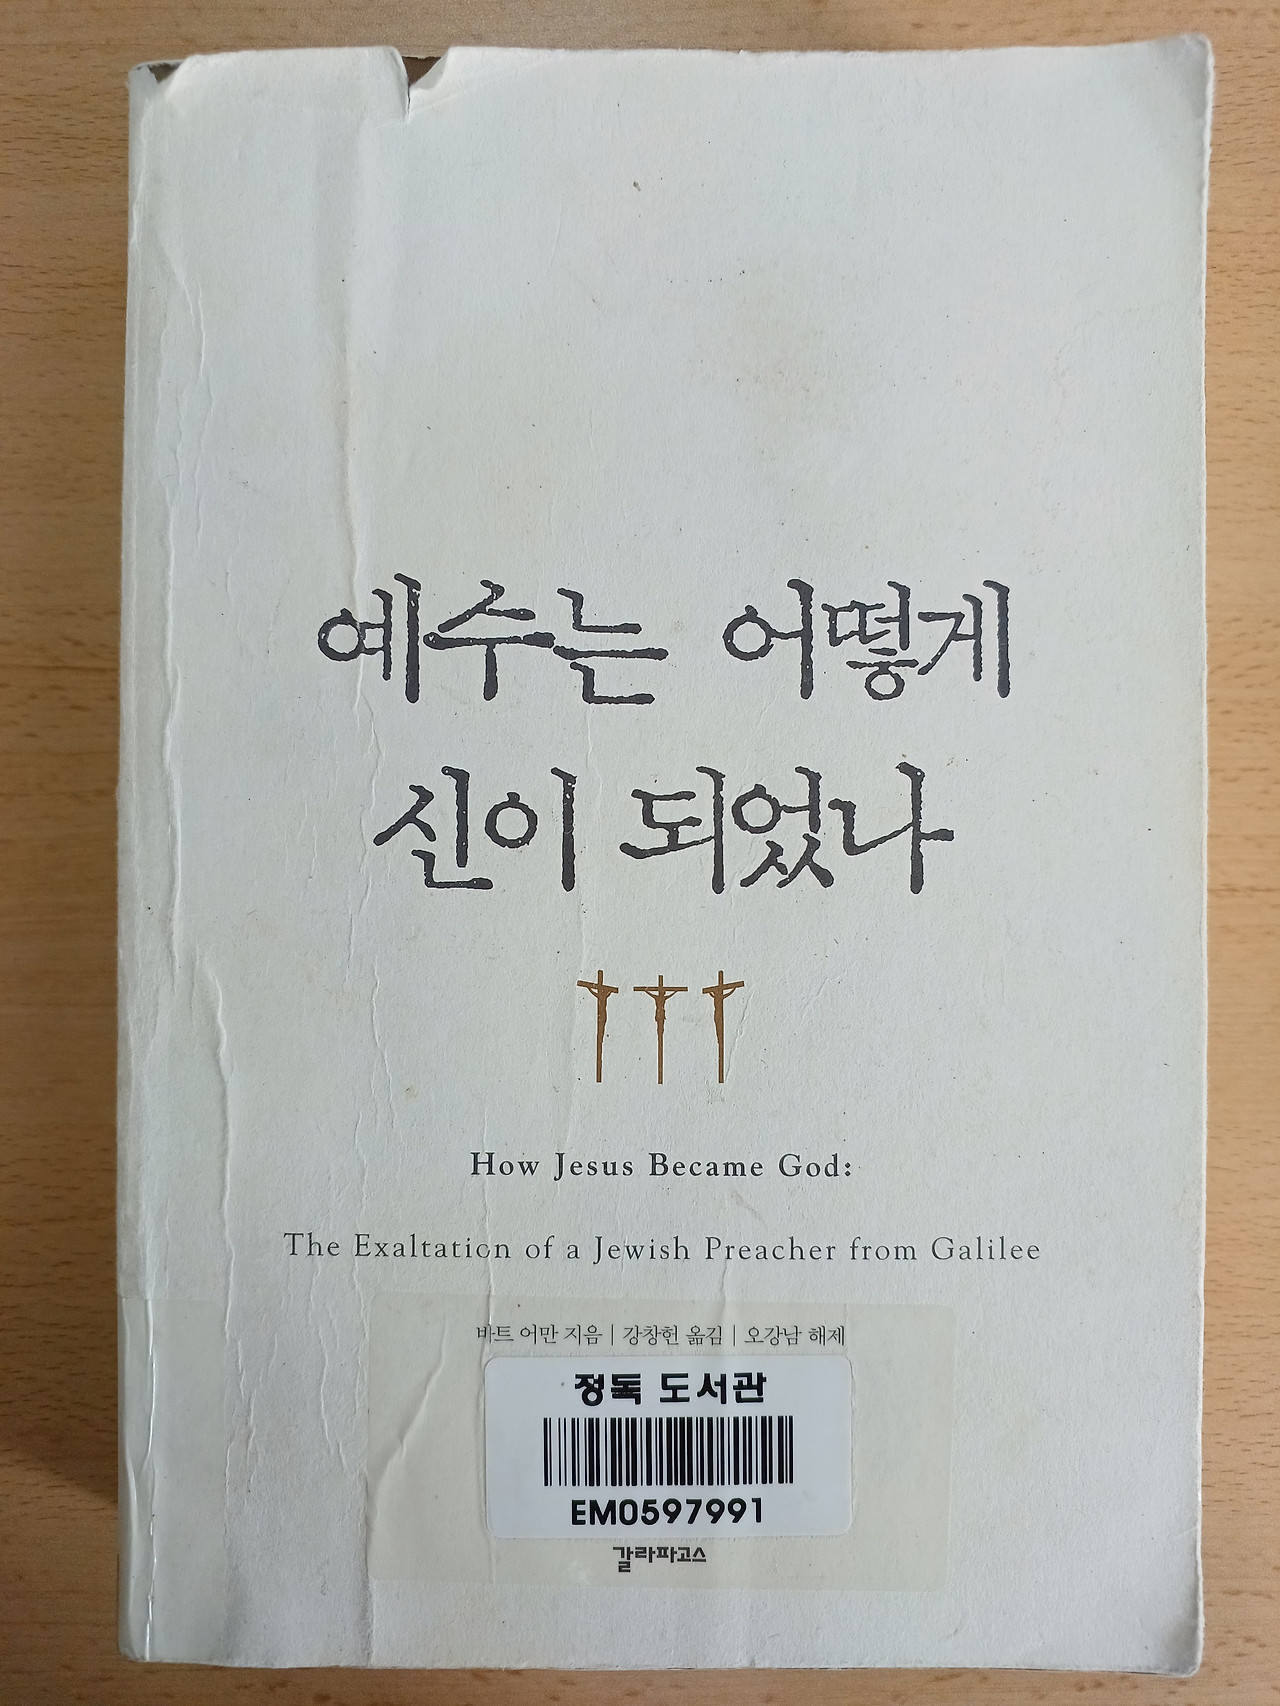 예수는 어떻게
신이 되었나
How Jesus Became God:
The Exaltation of a Jewish Preacher from Galilee
바트 어만 지음 | 강창헌 옮김 | 오강남 해제
정독 도서관
EM0597991
갈라파고스